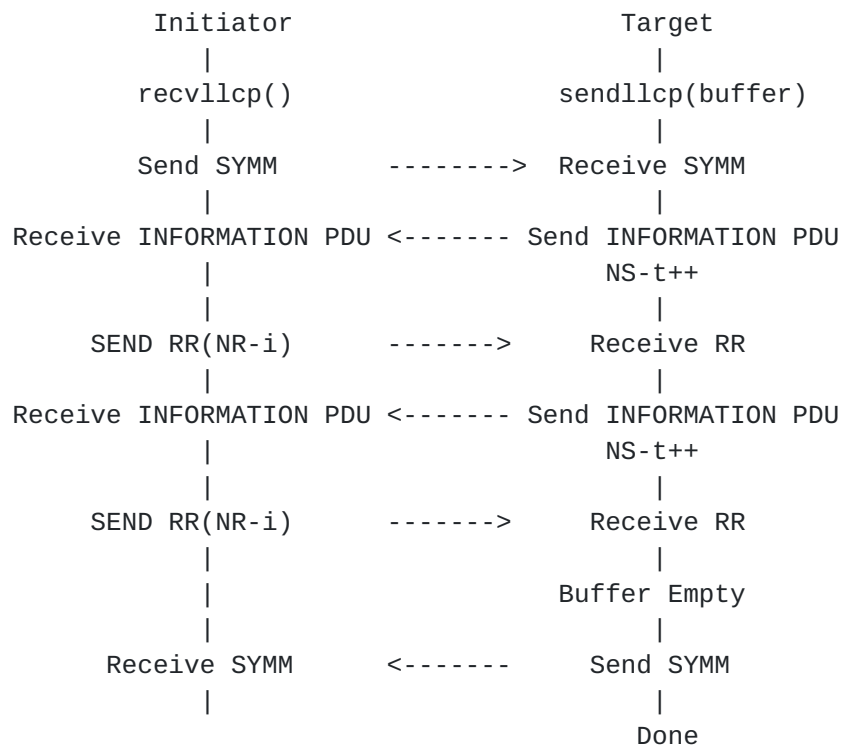 Initiator Target
| |
recvllcp() sendllcp(buffer)
| |
Send SYMM --------> Receive SYMM
| |
Receive INFORMATION PDU <------- Send INFORMATION PDU
| NS-t++
| |
SEND RR(NR-i) -------> Receive RR
| |
Receive INFORMATION PDU <------- Send INFORMATION PDU
| NS-t++
| |
SEND RR(NR-i) -------> Receive RR
| |
| Buffer Empty
| |
Receive SYMM <------- Send SYMM
| |
Done